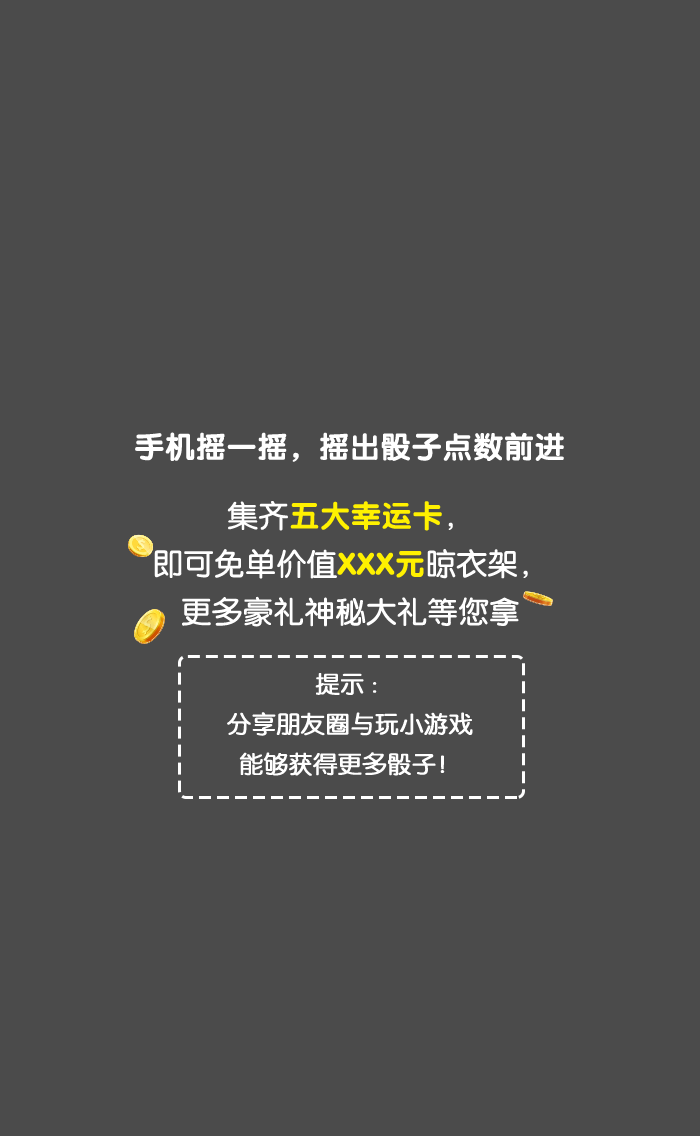 手机摇一摇，摇出骰子点数前进
集齐五大幸运卡，
即可免单价值XXX元晾衣架，
更多豪礼神秘大礼等您拿
提示：
分享朋友圈与玩小游戏
能够获得更多骰子！